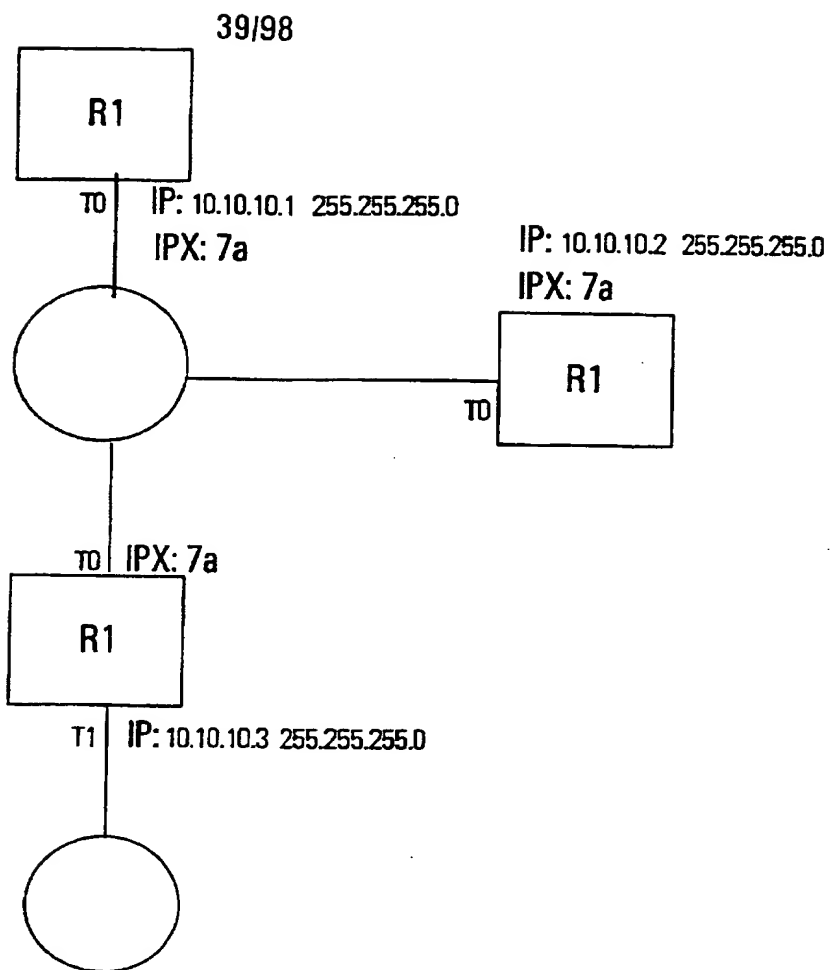 39/98
R1
T0 IP: 10.10.10.1 255.255.255.0
IPX: 7a
IP: 10.10.10.2 255.255.255.0
IPX: 7a
R1
T0
T0 IPX: 7a
R1
T1 IP: 10.10.10.3 255.255.255.0